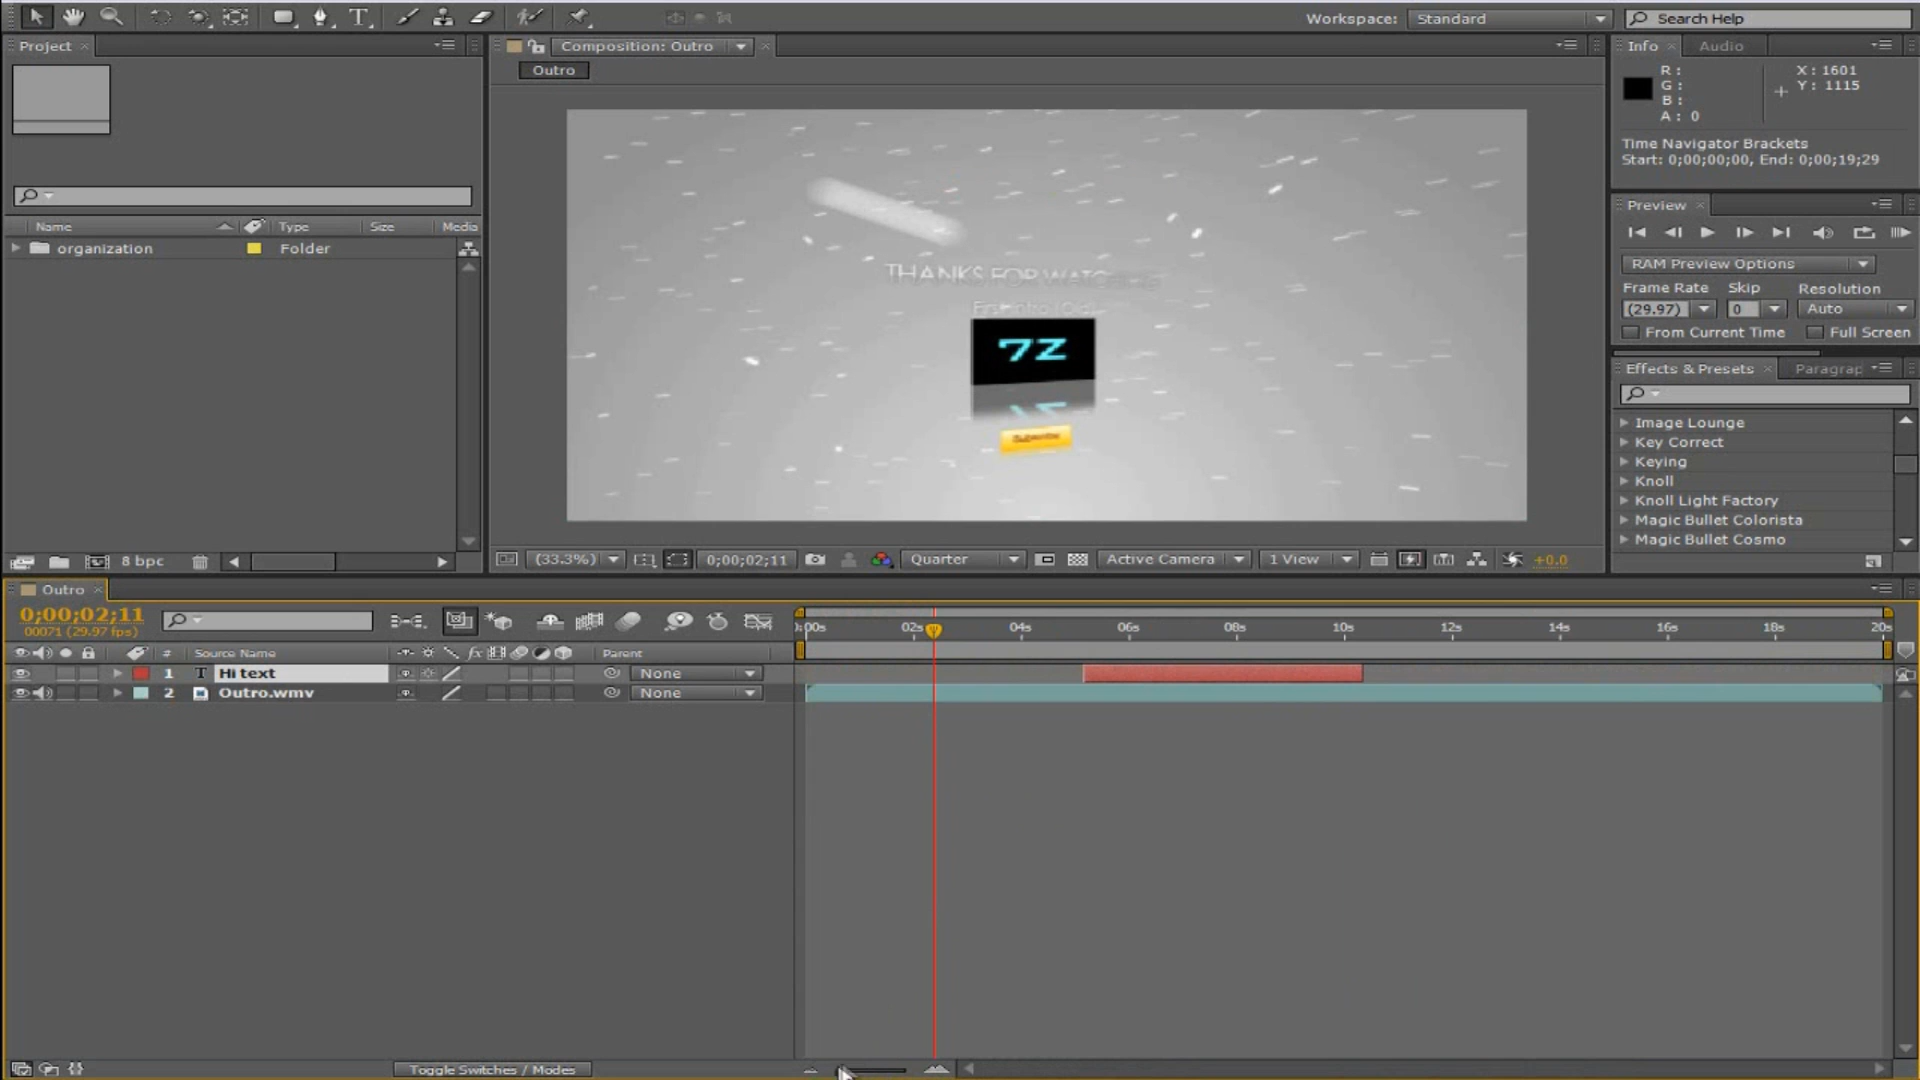 Workspace: Standard
Search Help
Project
Composition: Outro
Outro
Info
Audio
R:
G:
B:
A: 0
X: 1601
Y: 1115
Time Navigator Brackets
Start: 0;00;00;00, End: 0;00;19;29
Preview
RAM Preview Options
Frame Rate Skip Resolution
(29.97) 0 Auto
From Current Time Full Screen
Effects & Presets
Paragrap
Image Lounge
Key Correct
Keying
Knoll
Knoll Light Factory
Magic Bullet Colorista
Magic Bullet Cosmo
Name Type Size Media
organization Folder
THANKS FOR
7Z
8 bpc
(33.3%) 0;00;02;11 Quarter Active Camera 1 View +0.0
Outro
0;00;02;11
00071 (29.97 fps)
# Source Name fx Parent
1 T Hi text None
2 Outro.wmv None
00s 02s 04s 06s 08s 10s 12s 14s 16s 18s 20s
Toggle Switches / Modes